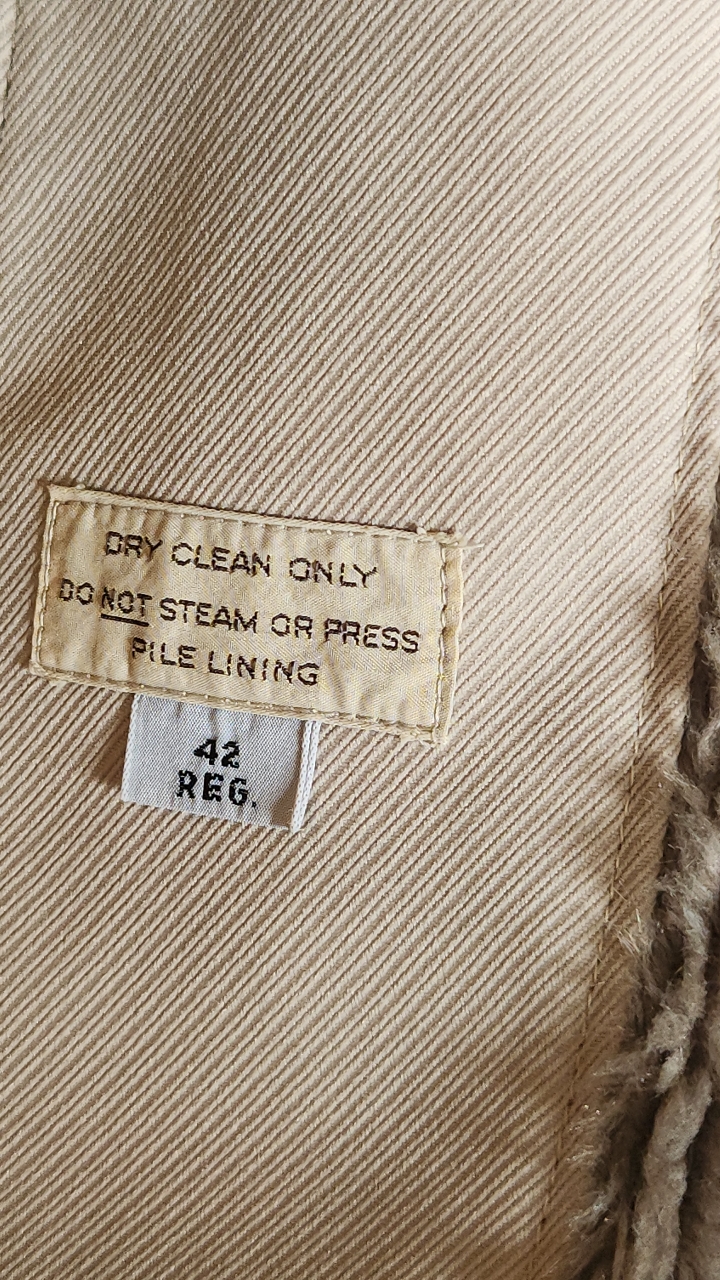 DRY CLEAN ONLY
DO NOT STEAM OR PRESS
PILE LINING
42
REG.